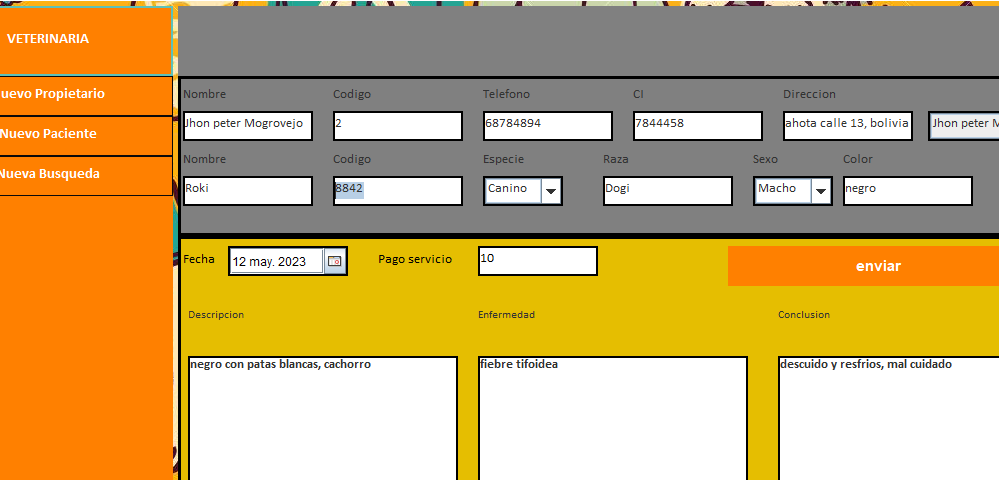 VETERINARIA
uevo Propietario
Nuevo Paciente
Nueva Busqueda
Nombre Codigo Telefono CI Direccion
Jhon peter Mogrovejo 2 68784894 7844458 ahota calle 13, bolivia Jhon peter M
Nombre Codigo Especie Raza Sexo Color
Roki 8842 Canino Dogi Macho negro
Fecha 12 may. 2023 Pago servicio 10 enviar
Descripcion Enfermedad Conclusion
negro con patas blancas, cachorro fiebre tifoidea descuido y resfrios, mal cuidado